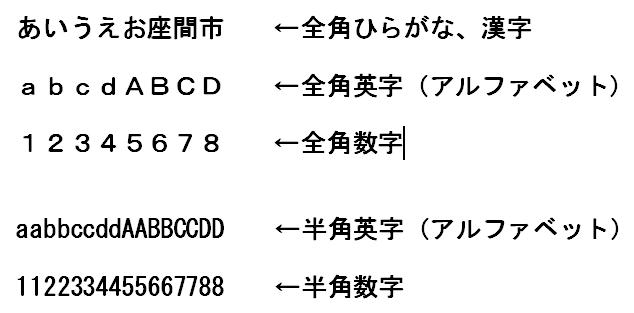 あいうえお座間市　　←全角ひらがな、漢字
ａｂｃｄＡＢＣＤ　　←全角英字（アルファベット）
１２３４５６７８　　←全角数字
aabbccddAABBCCDD　　←半角英字（アルファベット）
1122334455667788　　←半角数字